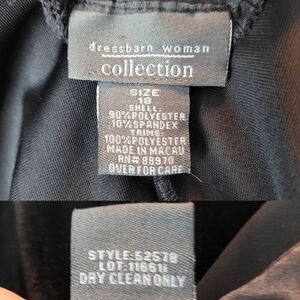 dressbarn woman
collection
SIZE
18
SHELL:
90%POLYESTER
10%SPANDEX
TRIMS:
100%POLYESTER
MADE IN MACAU
RN# 88970
OVER FOR CARE
STYLE:52578
LOT:11661i
DRY CLEAN ONLY